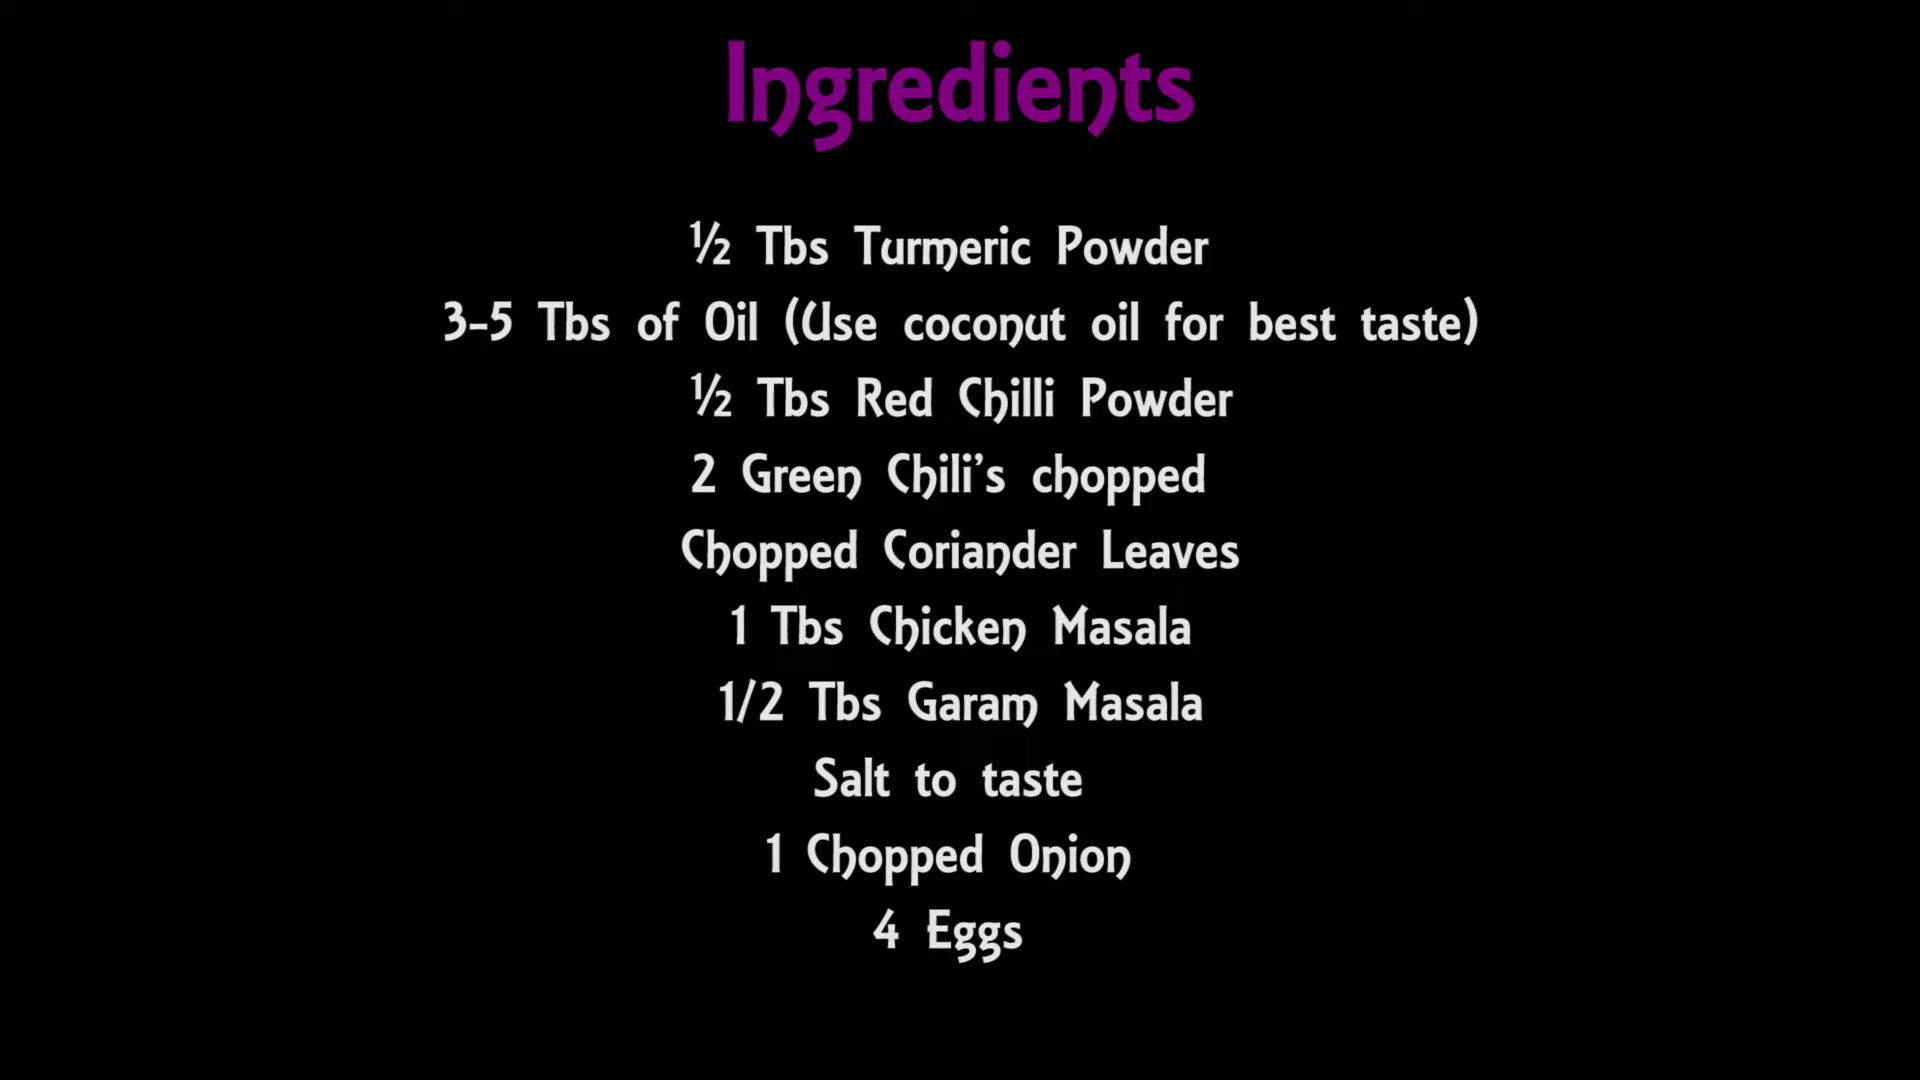 Ingredients
½ Tbs Turmeric Powder
3-5 Tbs of Oil (Use coconut oil for best taste)
½ Tbs Red Chilli Powder
2 Green Chili’s chopped
Chopped Coriander Leaves
1 Tbs Chicken Masala
1/2 Tbs Garam Masala
Salt to taste
1 Chopped Onion
4 Eggs